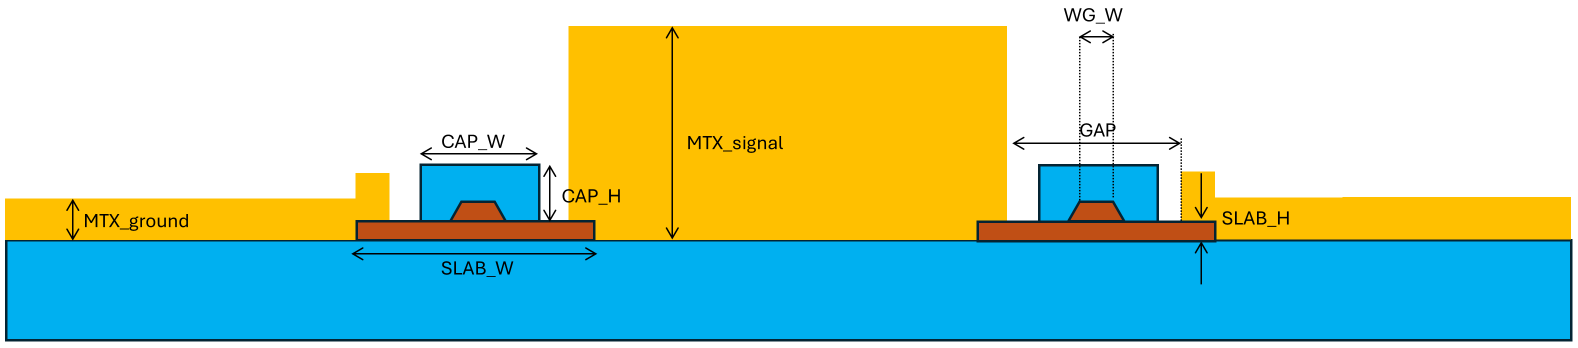 WG_W
GAP
CAP_W
MTX_signal
CAP_H
MTX_ground
SLAB_H
SLAB_W